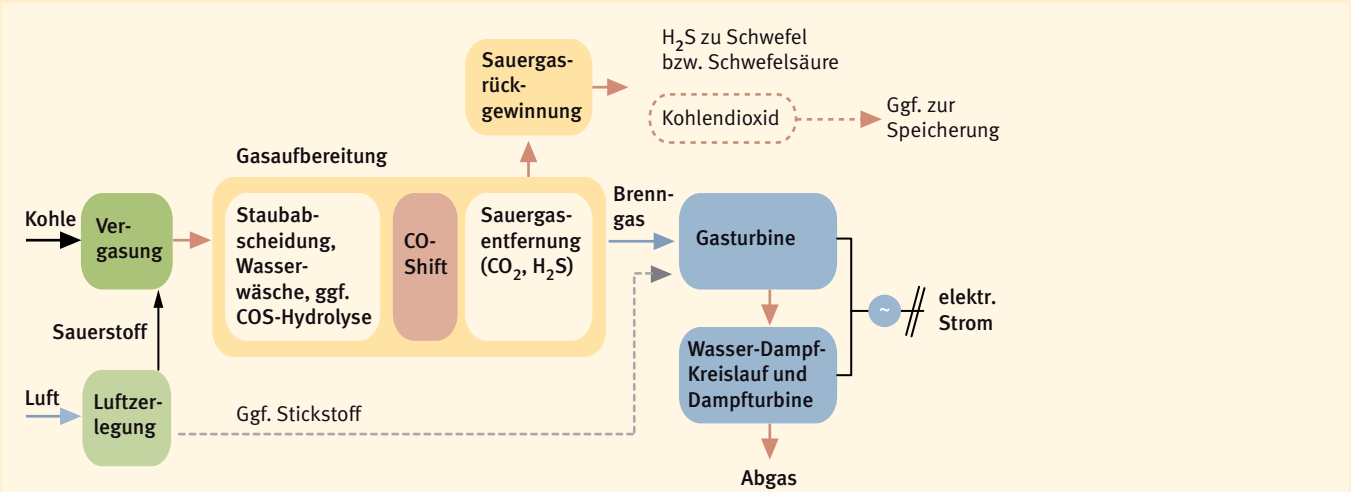 Sauergas-
rück-
gewinnung
H₂S zu Schwefel
bzw. Schwefelsäure
Kohlendioxid
Ggf. zur
Speicherung
Gasaufbereitung
Kohle
Ver-
gasung
Staubab-
scheidung,
Wasser-
wäsche, ggf.
COS-Hydrolyse
CO-
Shift
Sauergas-
entfernung
(CO₂, H₂S)
Brenn-
gas
Gasturbine
Sauerstoff
Wasser-Dampf-
Kreislauf und
Dampfturbine
~
elektr.
Strom
Luft
Luftzer-
legung
Ggf. Stickstoff
Abgas